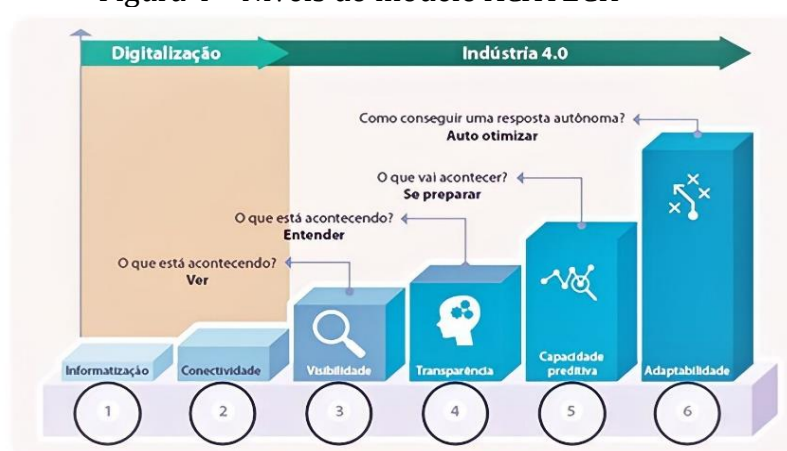 Digitalização
Indústria 4.0
Como conseguir uma resposta autônoma?
Auto otimizar
O que vai acontecer?
Se preparar
O que está acontecendo?
Entender
O que está acontecendo?
Ver
Informatização
Conectividade
Visibilidade
Transparência
Capacidade
preditiva
Adaptabilidade
1
2
3
4
5
6